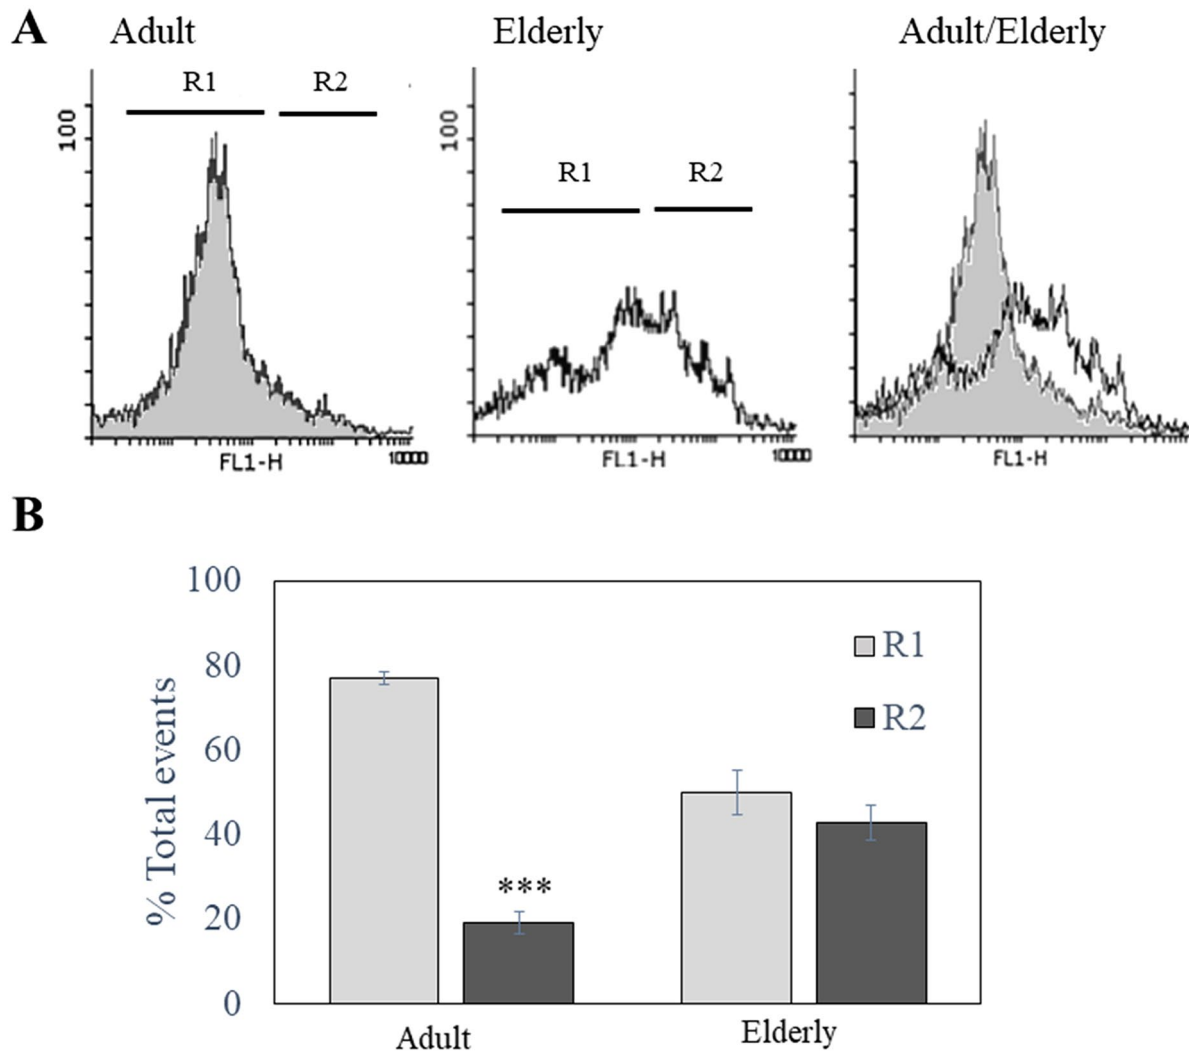 A
Adult
Elderly
Adult/Elderly
R1
R2
R1
R2
100
100
FL1-H
10000
FL1-H
10000
FL1-H
B
100
80
60
40
20
0
% Total events
R1
R2
***
Adult
Elderly